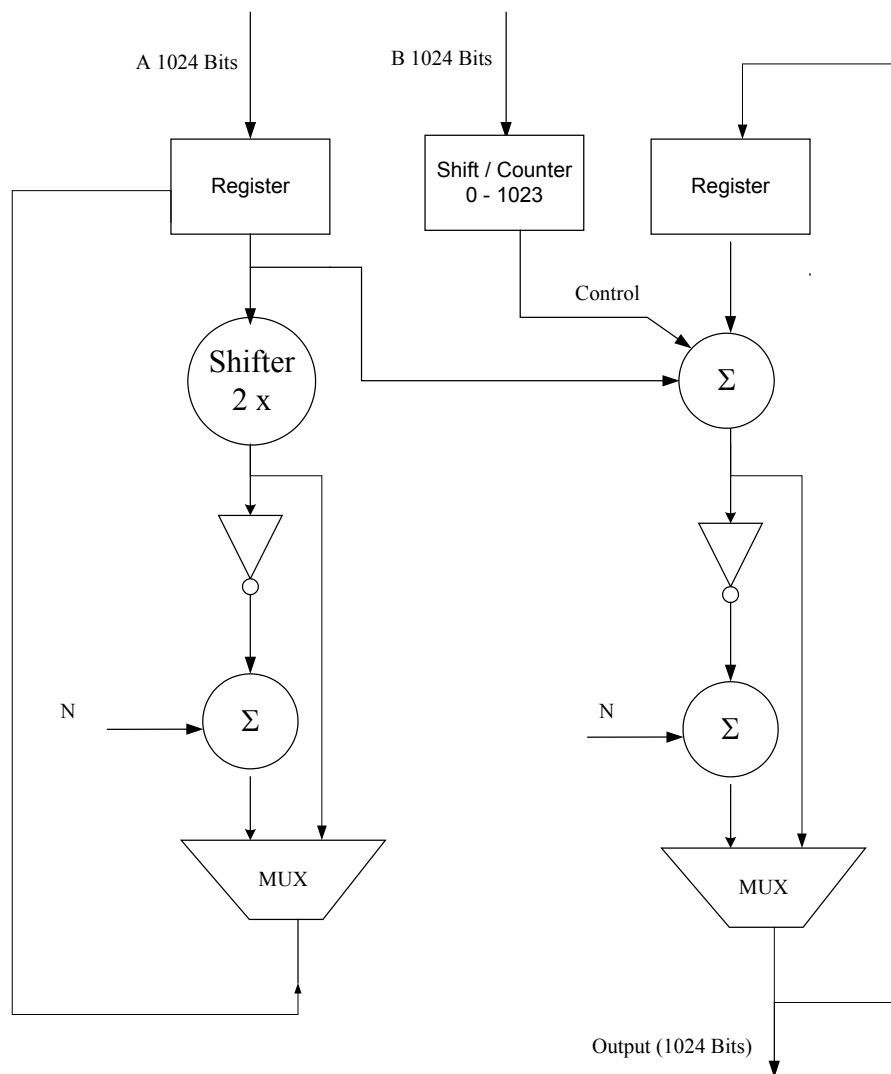 A 1024 Bits
B 1024 Bits
Register
Shift / Counter
0 - 1023
Register
Control
Shifter
2 x
Σ
N
Σ
N
Σ
MUX
MUX
Output (1024 Bits)